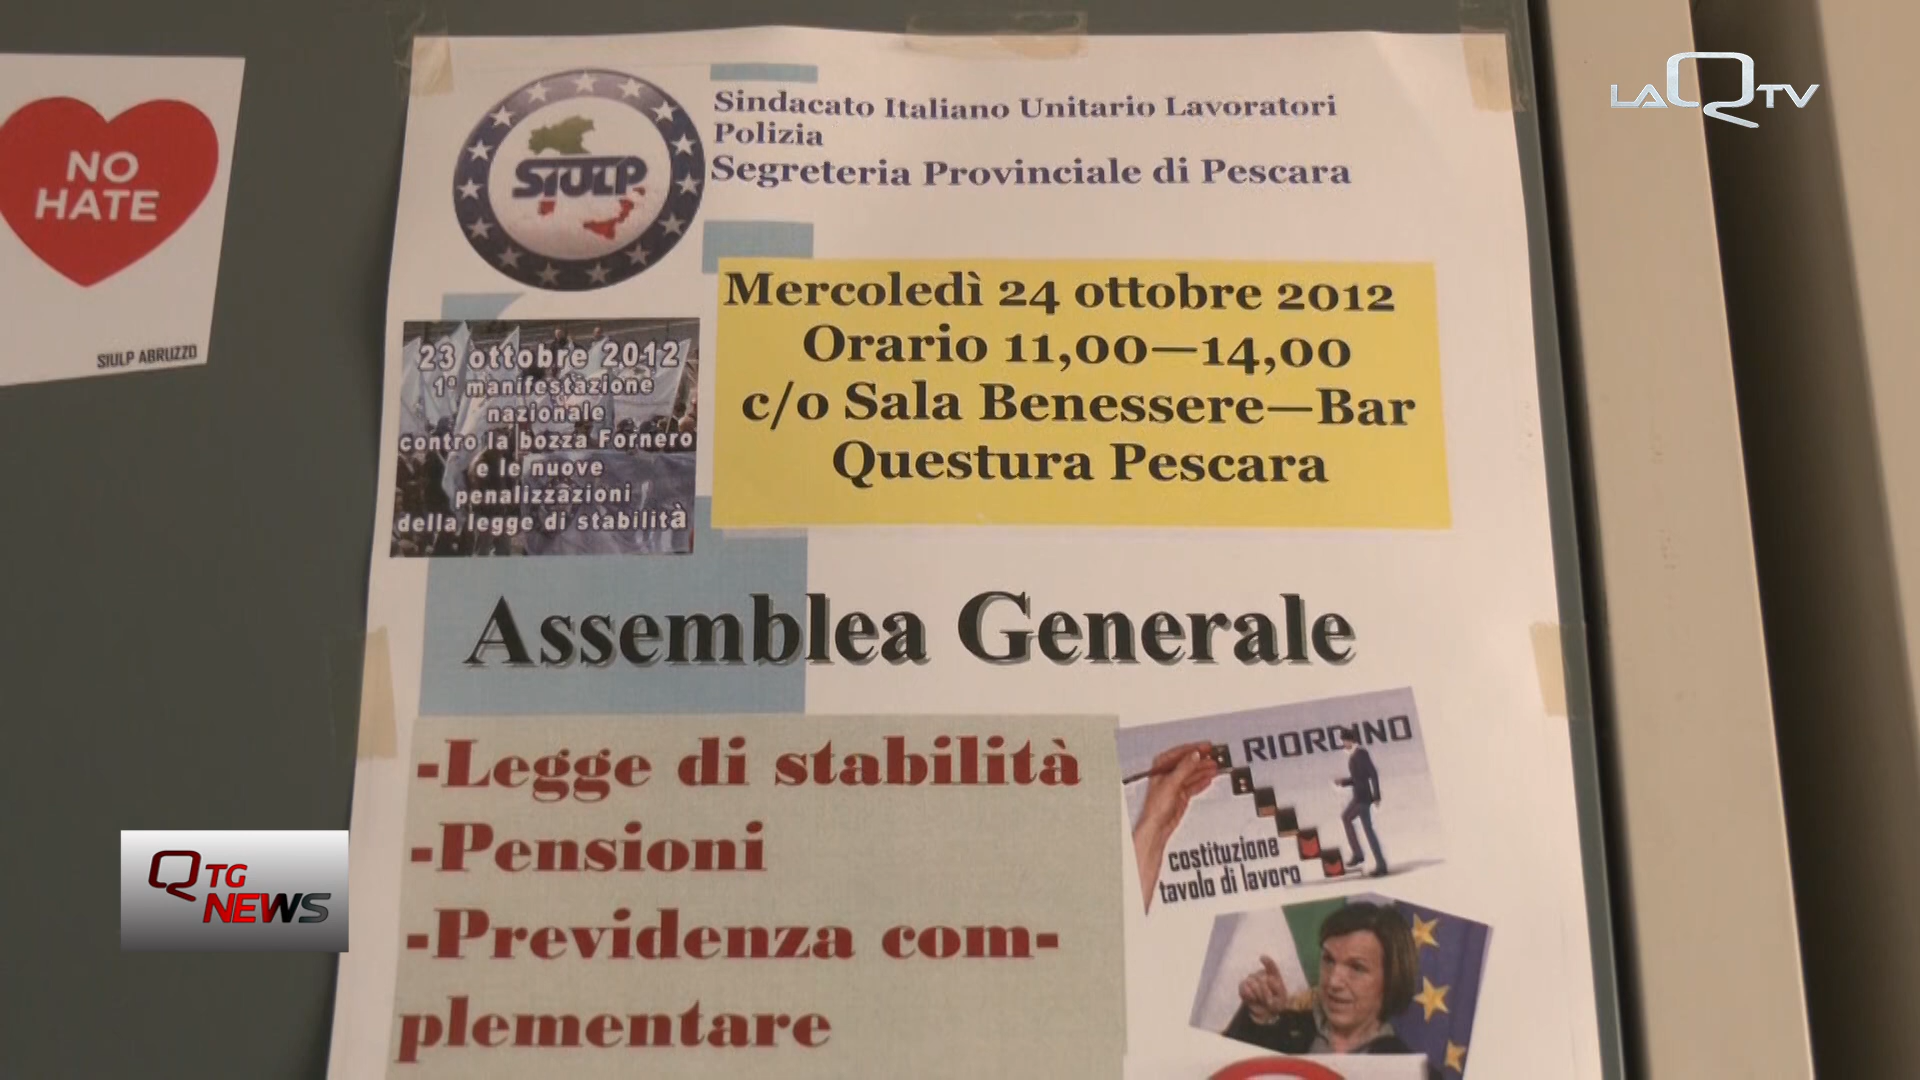 LAQTV
NO
HATE
SIULP ABRUZZO
SIULP
Sindacato Italiano Unitario Lavoratori
Polizia
Segreteria Provinciale di Pescara
Mercoledì 24 ottobre 2012
Orario 11,00—14,00
c/o Sala Benessere—Bar
Questura Pescara
23 ottobre 2012
1° manifestazione
nazionale
contro la bozza Fornero
e le nuove
penalizzazioni
della legge di stabilità
Assemblea Generale
-Legge di stabilità
-Pensioni
-Previdenza com-
plementare
RIORDINO
costituzione
tavolo di lavoro
Q TG
NEWS